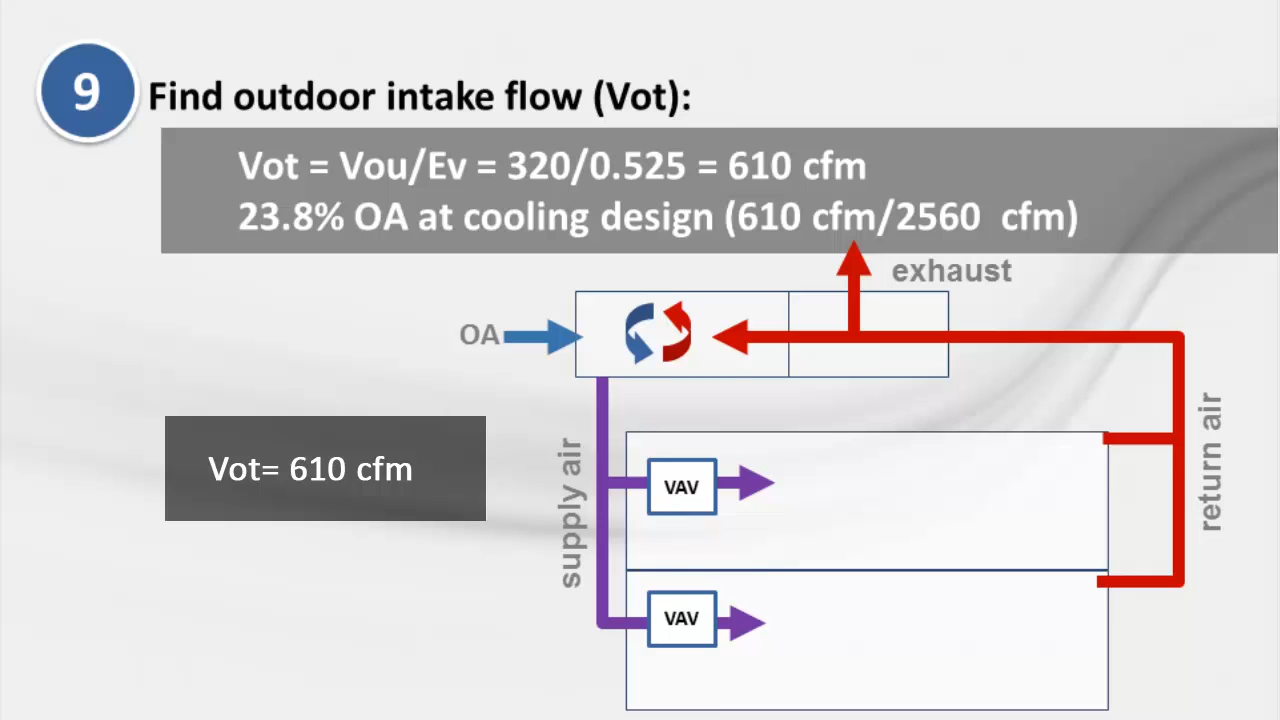 9
Find outdoor intake flow (Vot):
Vot = Vou/Ev = 320/0.525 = 610 cfm
23.8% OA at cooling design (610 cfm/2560 cfm)
exhaust
OA
return air
supply air
Vot= 610 cfm
VAV
VAV